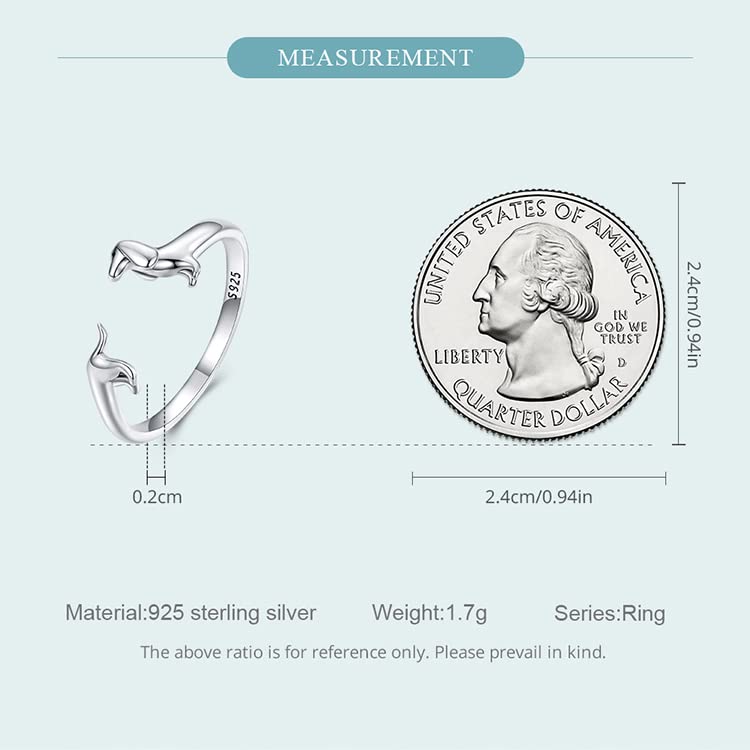 MEASUREMENT
S925
UNITED STATES OF AMERICA
IN
GOD WE
TRUST
LIBERTY
D
QUARTER DOLLAR
2.4cm/0.94in
0.2cm
2.4cm/0.94in
Material:925 sterling silver
Weight:1.7g
Series:Ring
The above ratio is for reference only. Please prevail in kind.